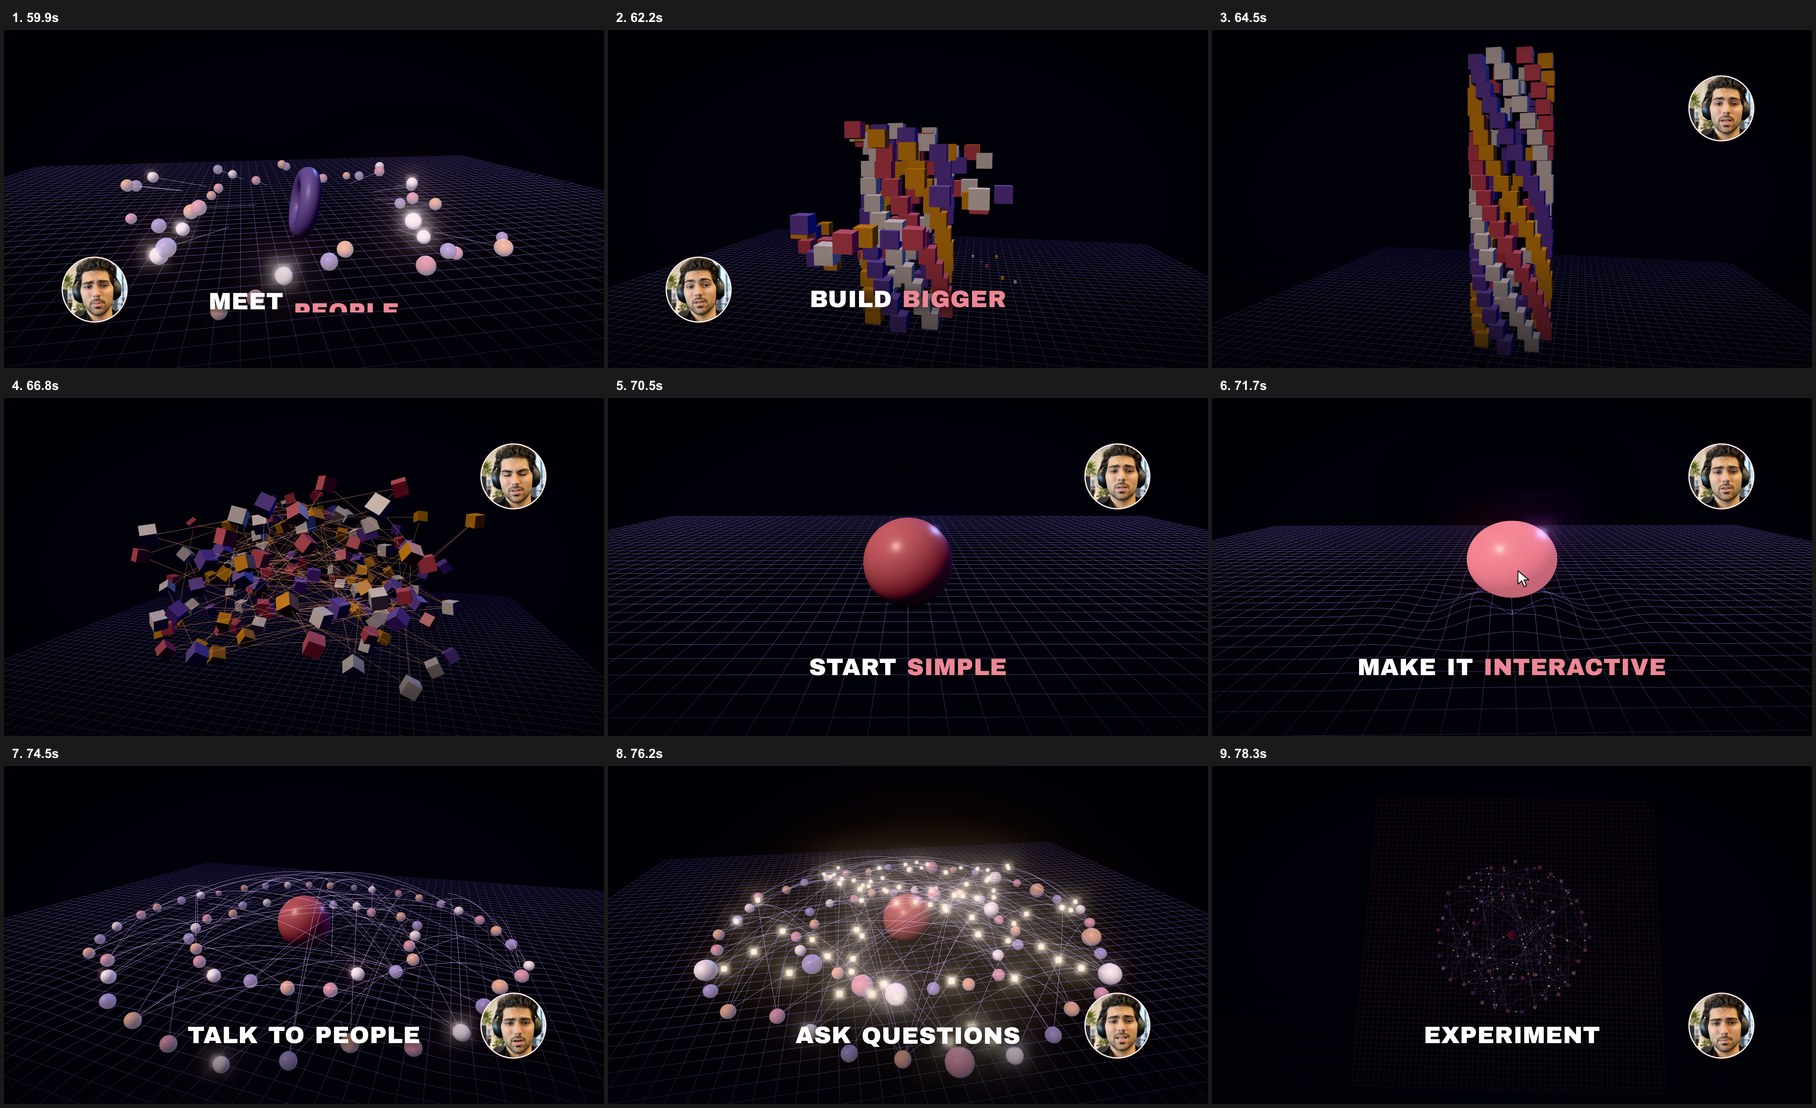 1. 59.9s
2. 62.2s
3. 64.5s
MEET PEOPLE
BUILD BIGGER
4. 66.8s
5. 70.5s
6. 71.7s
START SIMPLE
MAKE IT INTERACTIVE
7. 74.5s
8. 76.2s
9. 78.3s
TALK TO PEOPLE
ASK QUESTIONS
EXPERIMENT